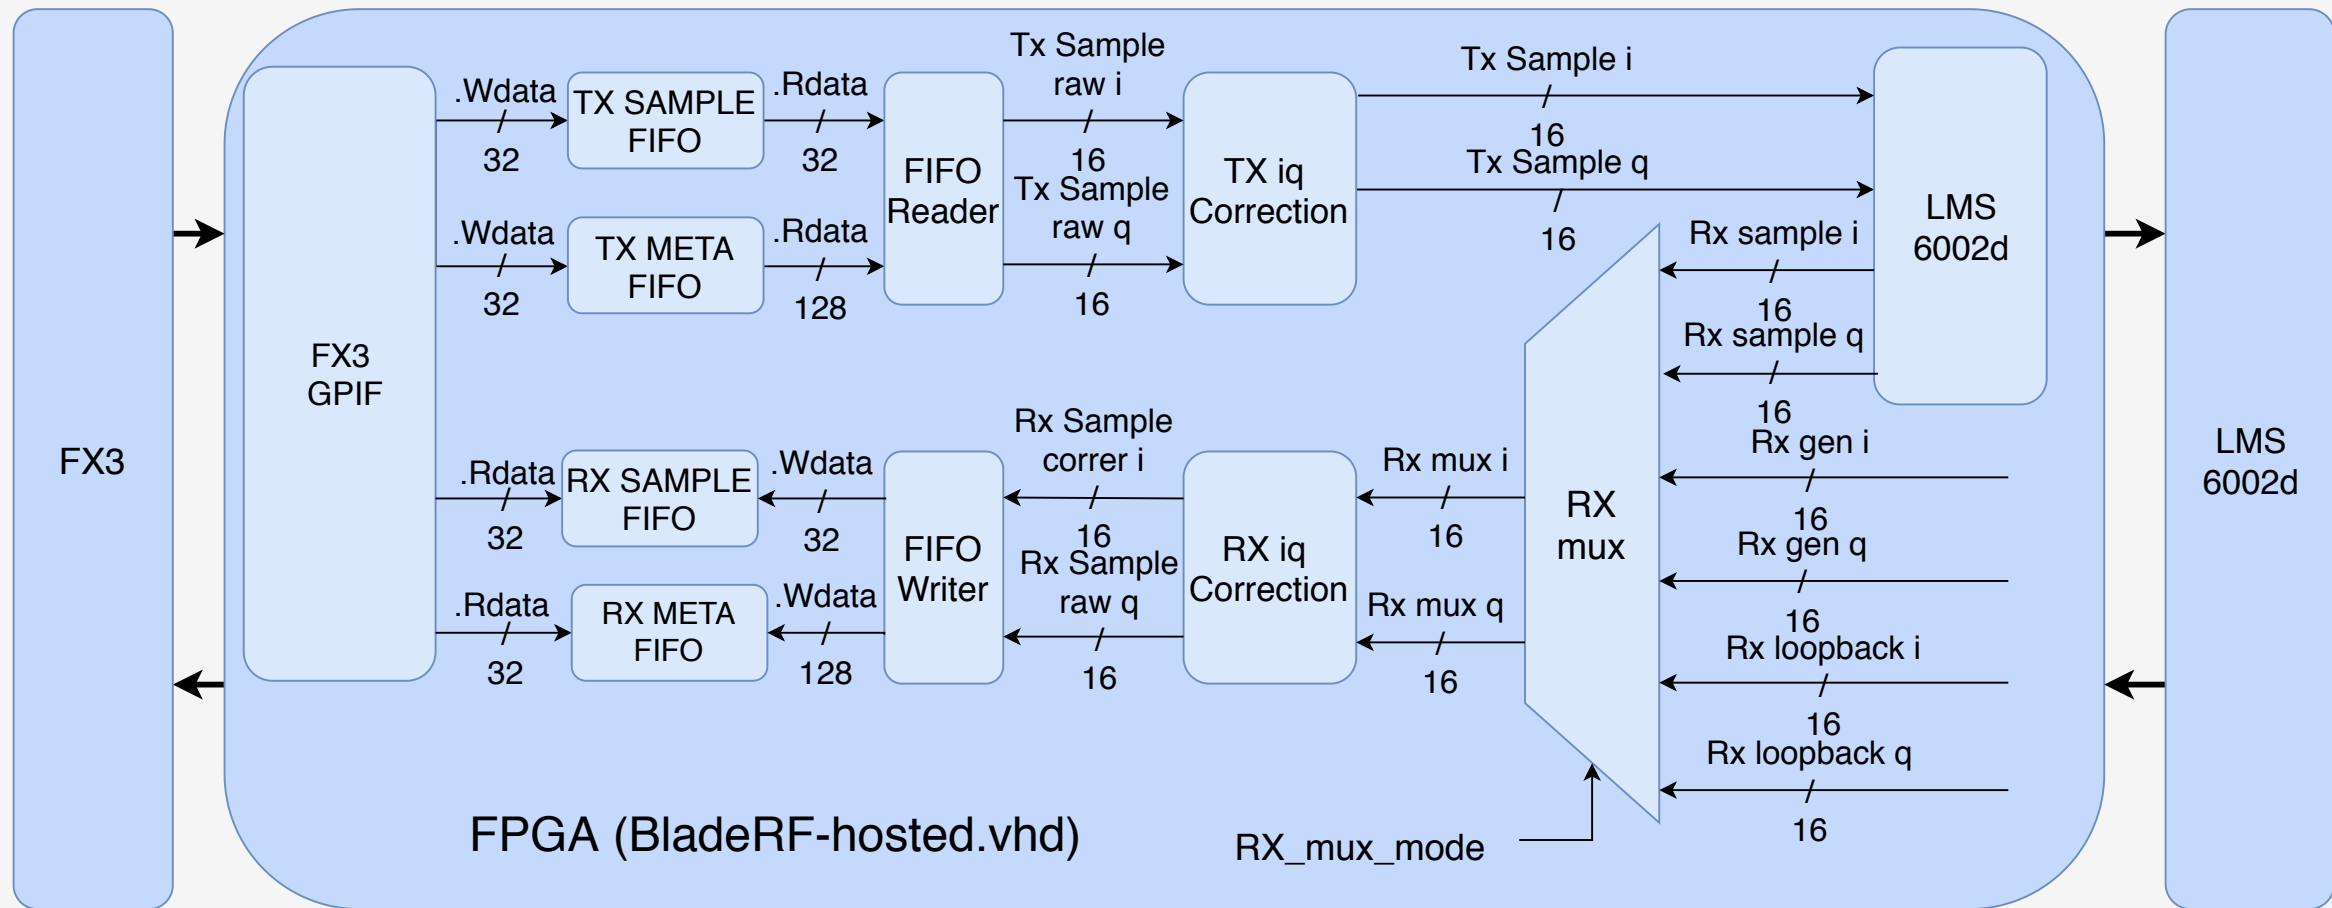 FX3
FX3
GPIF
.Wdata
32
TX SAMPLE
FIFO
.Rdata
32
.Wdata
32
TX META
FIFO
.Rdata
128
FIFO
Reader
Tx Sample
raw i
16
Tx Sample
raw q
16
TX iq
Correction
Tx Sample i
16
Tx Sample q
16
LMS
6002d
Rx sample i
16
Rx sample q
16
Rx gen i
16
Rx gen q
16
Rx loopback i
16
Rx loopback q
16
RX
mux
RX_mux_mode
Rx mux i
16
Rx mux q
16
RX iq
Correction
Rx Sample
correr i
16
Rx Sample
raw q
16
FIFO
Writer
.Wdata
32
.Wdata
128
RX SAMPLE
FIFO
RX META
FIFO
.Rdata
32
.Rdata
32
FPGA (BladeRF-hosted.vhd)
LMS
6002d